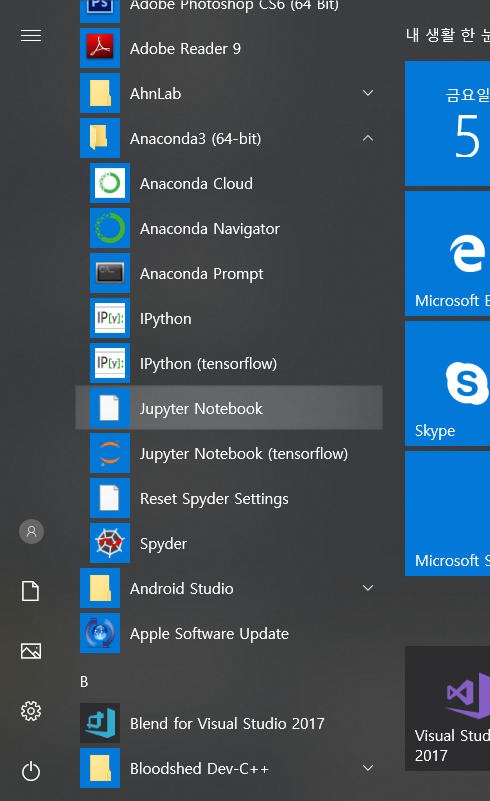 Adobe Photoshop CS6 (64 Bit)
Adobe Reader 9
AhnLab
Anaconda3 (64-bit)
Anaconda Cloud
Anaconda Navigator
Anaconda Prompt
IPython
IPython (tensorflow)
Jupyter Notebook
Jupyter Notebook (tensorflow)
Reset Spyder Settings
Spyder
Android Studio
Apple Software Update
B
Blend for Visual Studio 2017
Bloodshed Dev-C++
Ps
IP[y]:
IP[y]:
내 생활 한 눈
금요일
5
Microsoft E
Skype
Microsoft S
Visual Stud
2017